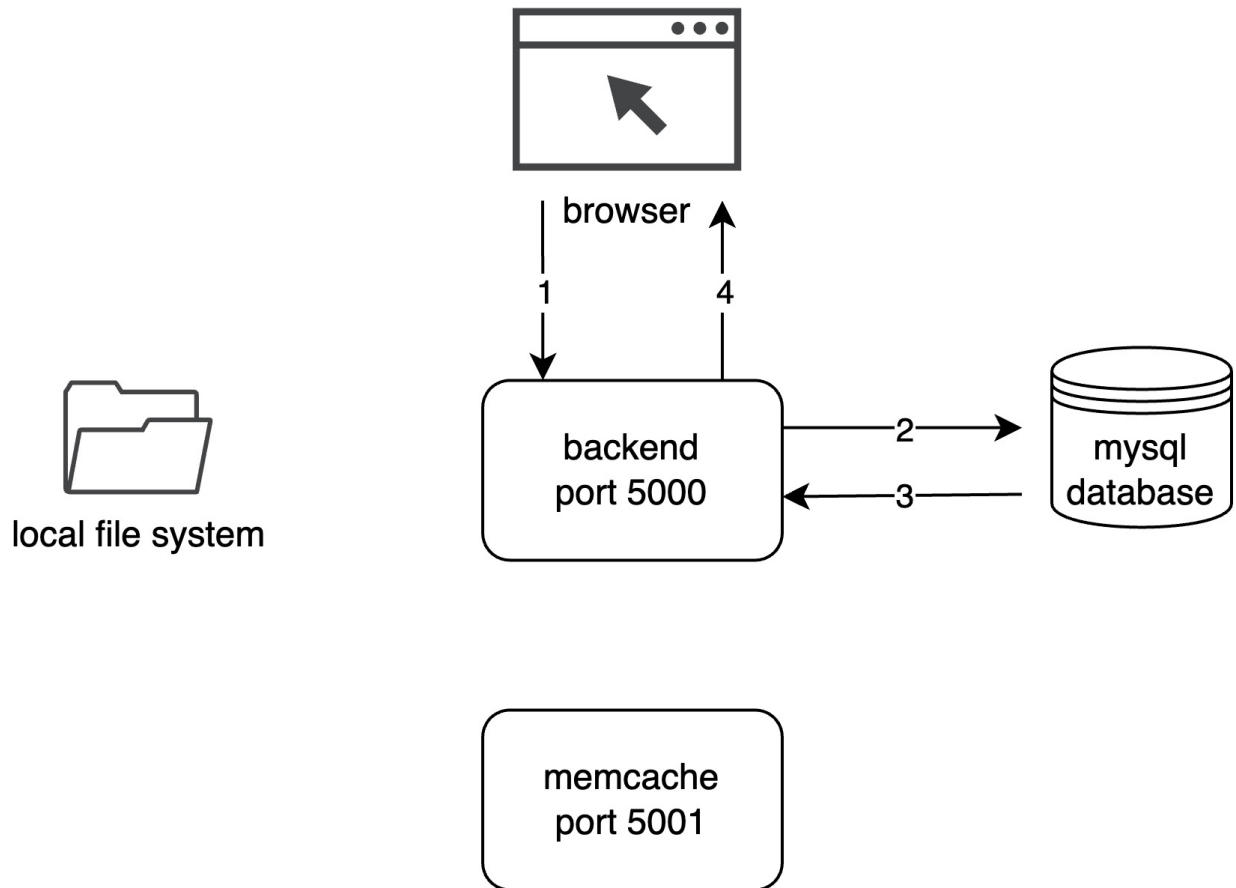 browser
1
4
backend
port 5000
2
3
mysql
database
local file system
memcache
port 5001